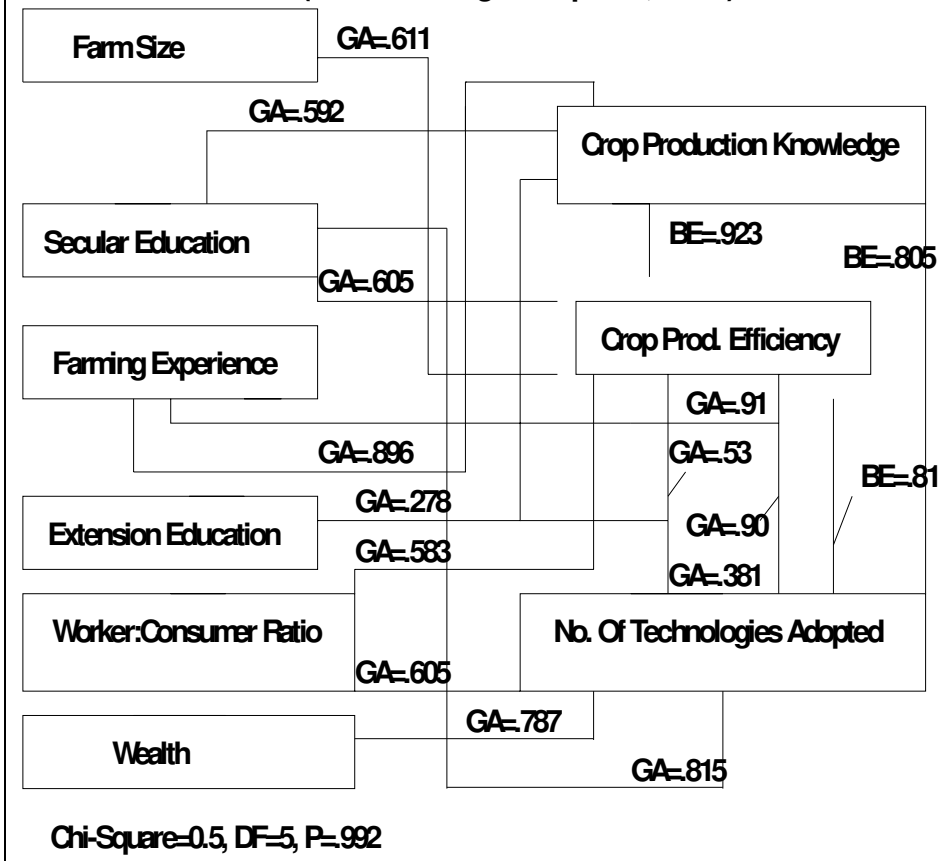 Farm Size
GA=.611
GA=.592
Crop Production Knowledge
Secular Education
BE=.923
BE=.805
GA=.605
Crop Prod. Efficiency
Farming Experience
GA=.91
GA=.896
GA=.53
BE=.81
GA=.278
GA=.90
Extension Education
GA=.583
GA=.381
Worker:Consumer Ratio
No. Of Technologies Adopted
GA=.605
GA=.787
Wealth
GA=.815
Chi-Square=0.5, DF=5, P=.992